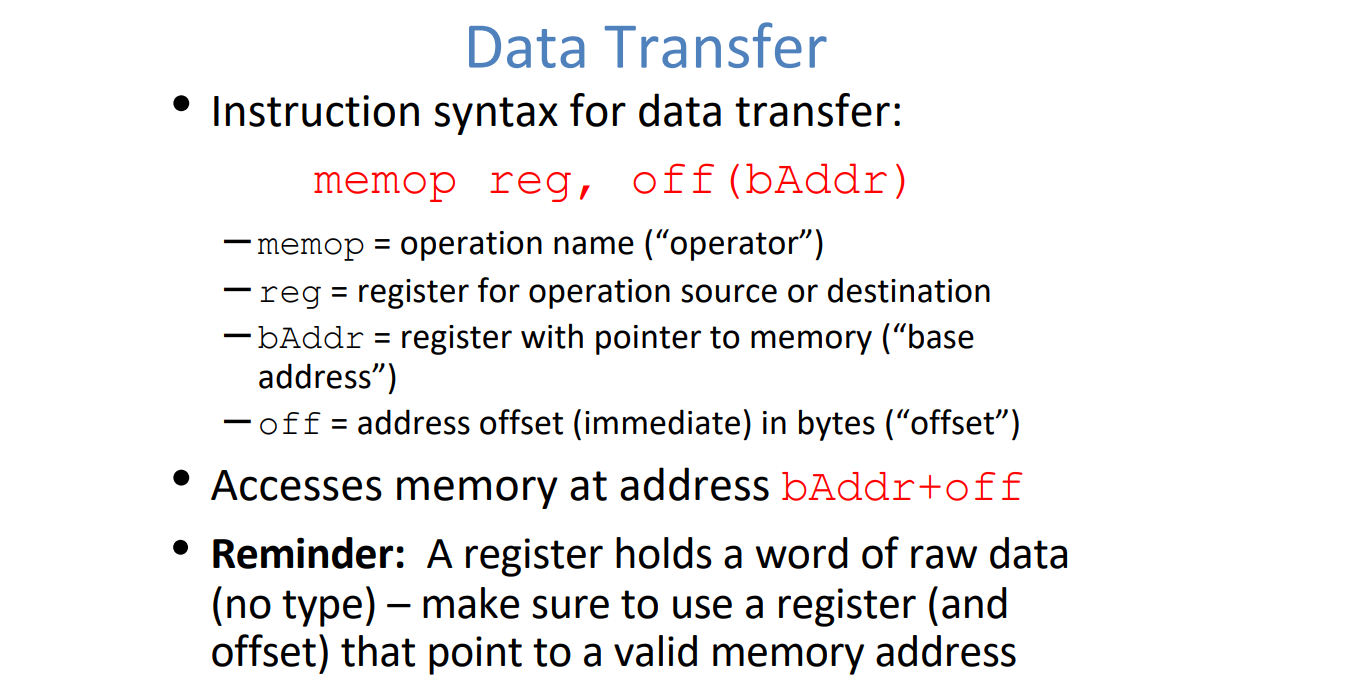 Data Transfer
• Instruction syntax for data transfer:
memop reg, off(bAddr)
– memop = operation name (“operator”)
– reg = register for operation source or destination
– bAddr = register with pointer to memory (“base
address”)
– off = address offset (immediate) in bytes (“offset”)
• Accesses memory at address bAddr+off
• Reminder: A register holds a word of raw data
(no type) – make sure to use a register (and
offset) that point to a valid memory address